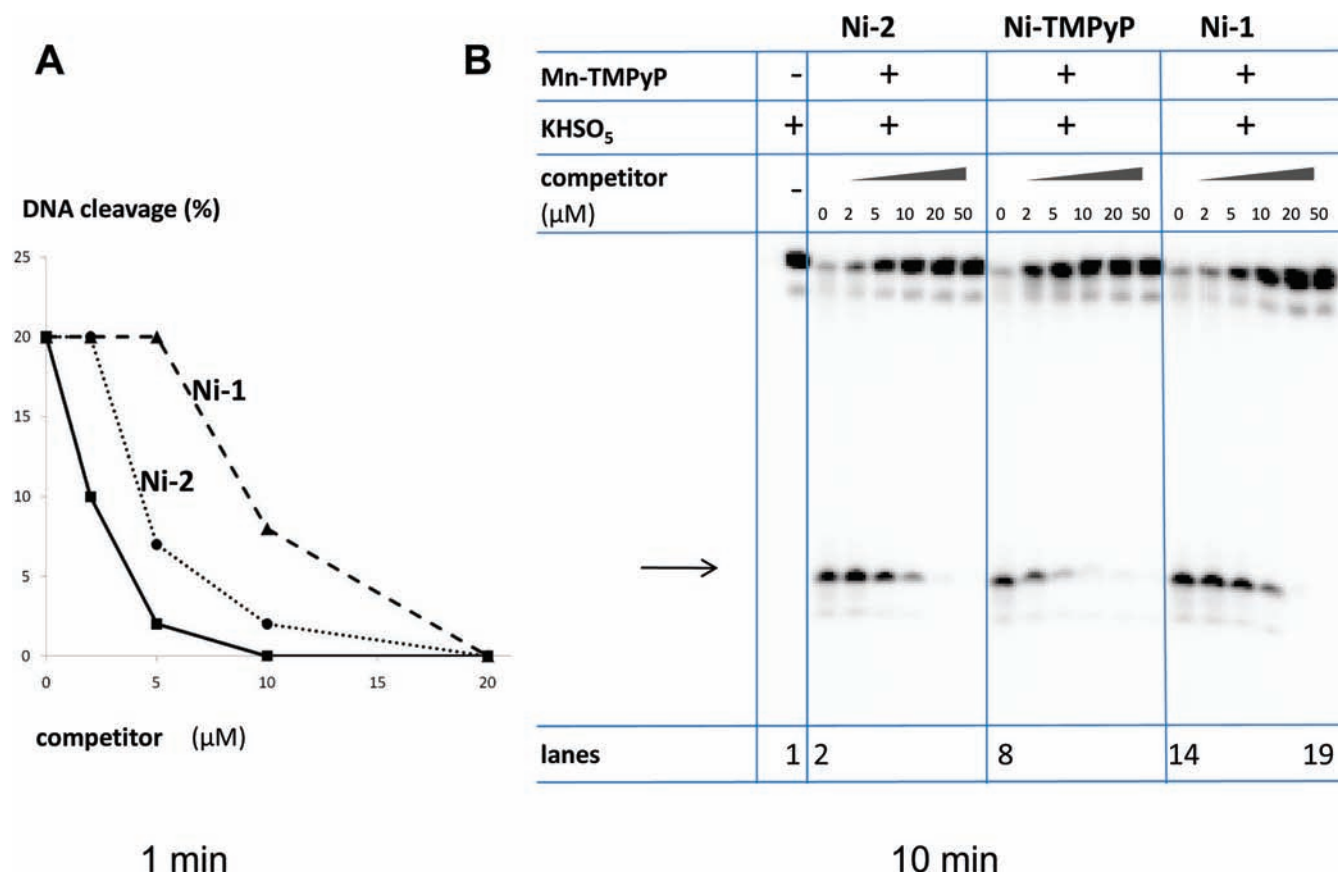 A
DNA cleavage (%)
25
20
15
10
5
0
Ni-1
Ni-2
0 5 10 15 20
competitor (µM)
1 min
B
Ni-2 Ni-TMPyP Ni-1
Mn-TMPyP - + + +
KHSO5 + + + +
competitor
(µM) - 0 2 5 10 20 50 0 2 5 10 20 50 0 2 5 10 20 50
lanes 1 2 8 14 19
10 min